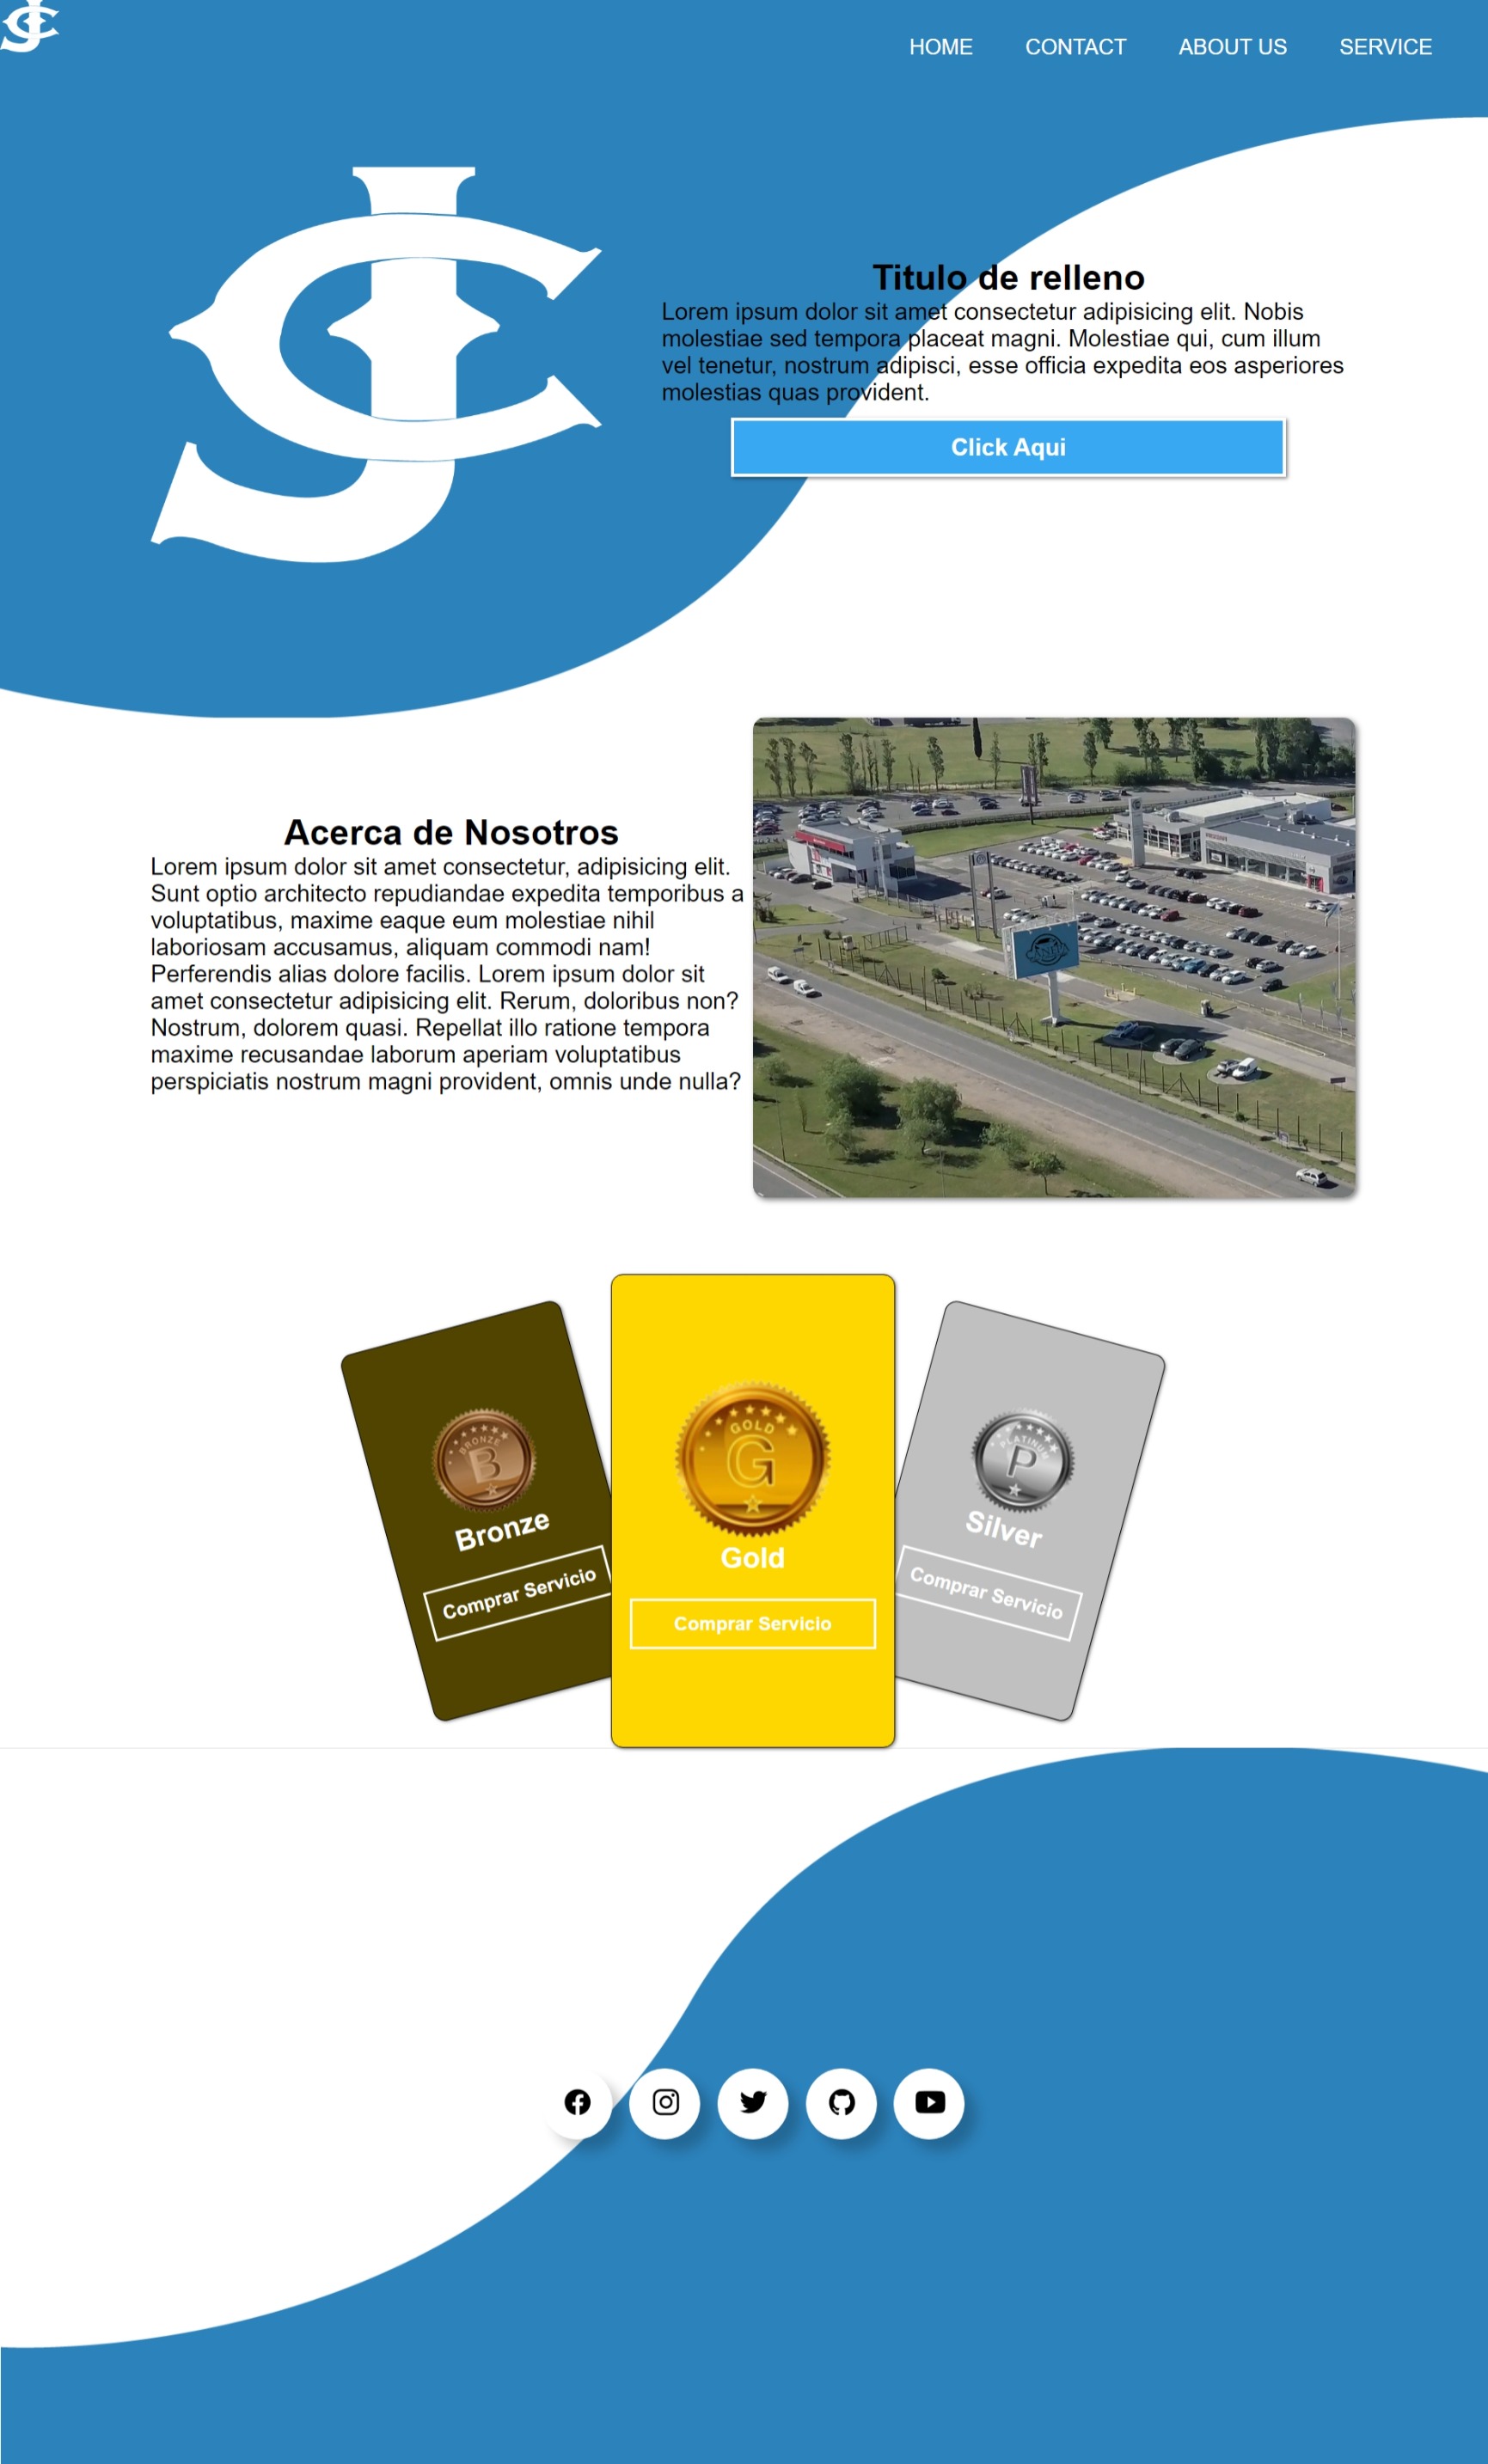 HOME CONTACT ABOUT US SERVICE
Titulo de relleno
Lorem ipsum dolor sit amet consectetur adipisicing elit. Nobis
molestiae sed tempora placeat magni. Molestiae qui, cum illum
vel tenetur, nostrum adipisci, esse officia expedita eos asperiores
molestias quas provident.
Click Aqui
Acerca de Nosotros
Lorem ipsum dolor sit amet consectetur, adipisicing elit.
Sunt optio architecto repudiandae expedita temporibus a
voluptatibus, maxime eaque eum molestiae nihil
laboriosam accusamus, aliquam commodi nam!
Perferendis alias dolore facilis. Lorem ipsum dolor sit
amet consectetur adipisicing elit. Rerum, doloribus non?
Nostrum, dolorem quasi. Repellat illo ratione tempora
maxime recusandae laborum aperiam voluptatibus
perspiciatis nostrum magni provident, omnis unde nulla?
BRONZE
B
Bronze
Comprar Servicio
GOLD
G
Gold
Comprar Servicio
PLATINUM
P
Silver
Comprar Servicio